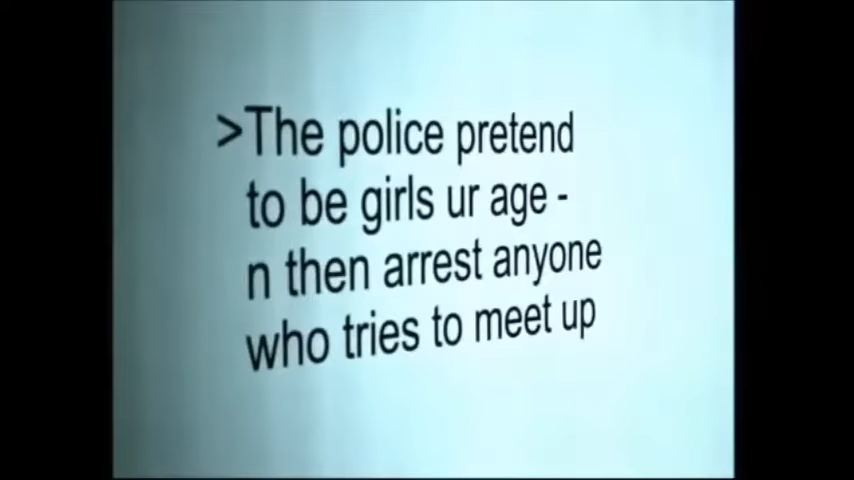 >The police pretend
to be girls ur age -
n then arrest anyone
who tries to meet up